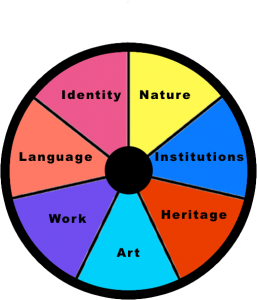 Identity
Nature
Language
Institutions
Work
Heritage
Art